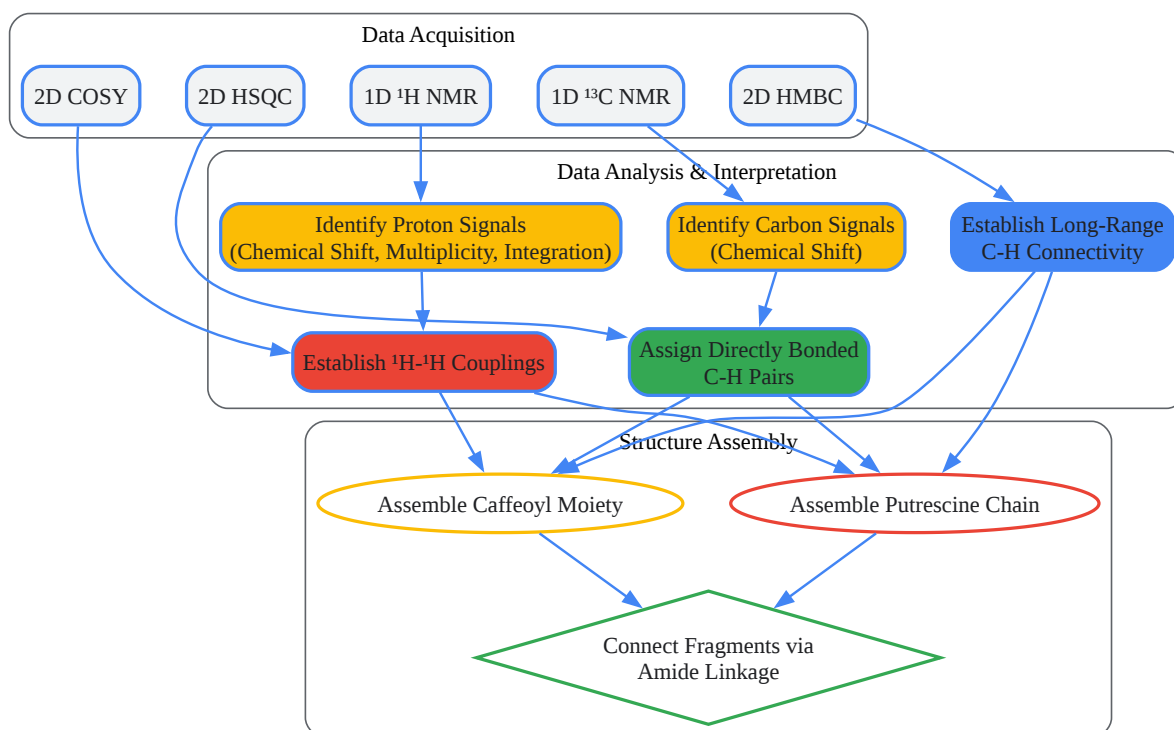 Data Acquisition
2D COSY
2D HSQC
1D ¹H NMR
1D ¹³C NMR
2D HMBC
Data Analysis & Interpretation
Identify Proton Signals
(Chemical Shift, Multiplicity, Integration)
Identify Carbon Signals
(Chemical Shift)
Establish Long-Range
C-H Connectivity
Establish ¹H-¹H Couplings
Assign Directly Bonded
C-H Pairs
Structure Assembly
Assemble Caffeoyl Moiety
Assemble Putrescine Chain
Connect Fragments via
Amide Linkage